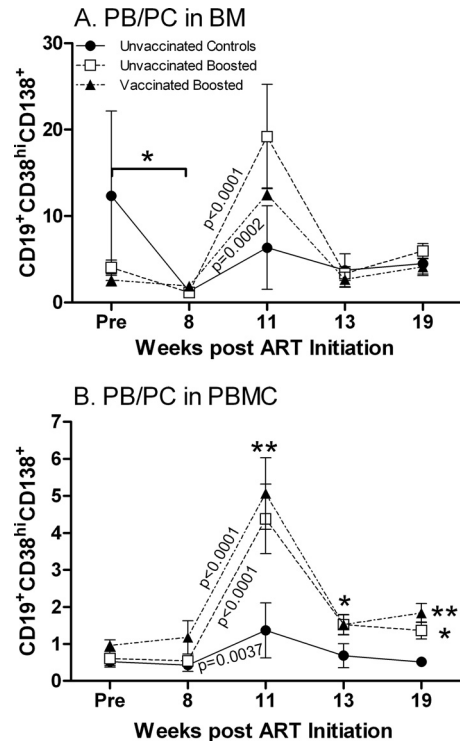 A. PB/PC in BM
Unvaccinated Controls
Unvaccinated Boosted
Vaccinated Boosted
CD19⁺CD38ʰⁱCD138⁺
30
20
10
0
*
p<0.0001
p=0.0002
Pre 8 11 13 19
Weeks post ART Initiation
B. PB/PC in PBMC
CD19⁺CD38ʰⁱCD138⁺
7
6
5
4
3
2
1
0
**
p<0.0001
p<0.0001
p=0.0037
*
**
*
Pre 8 11 13 19
Weeks post ART Initiation